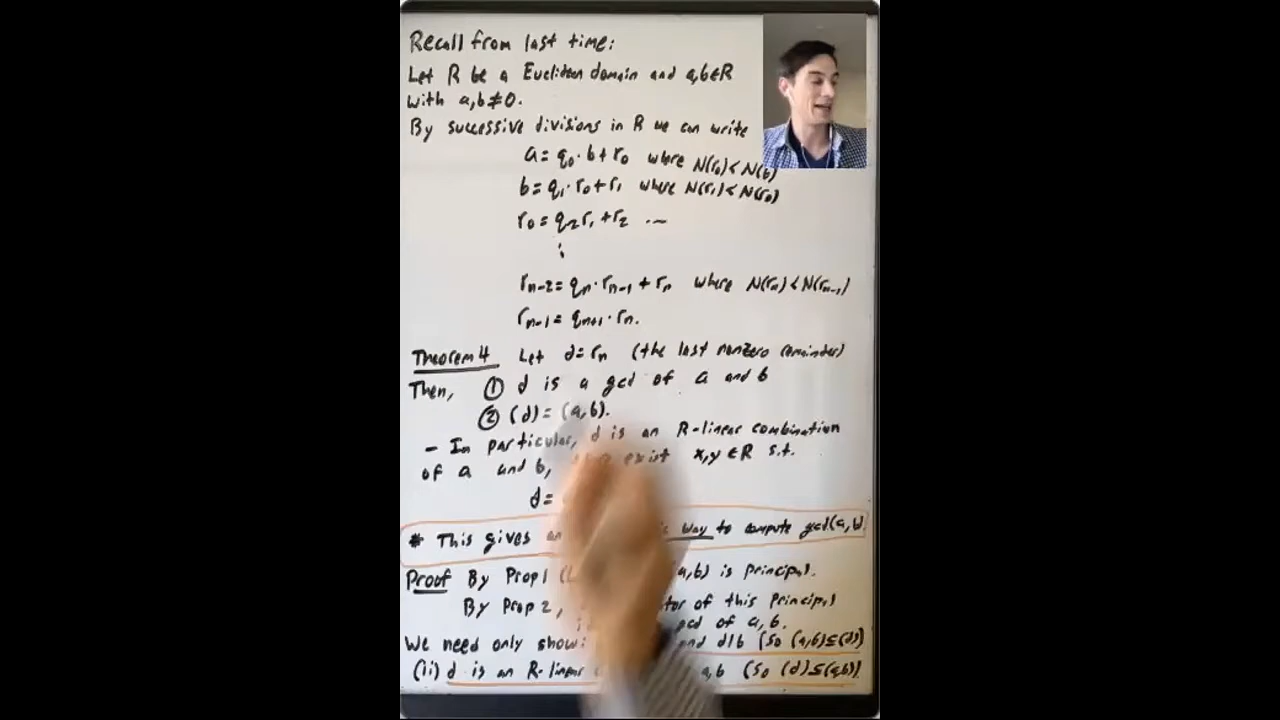 Recall from last time:
Let R be a Euclidean domain and a,b∈R
with a,b≠0.
By successive divisions in R we can write
a = q₀·b + r₀ where N(r₀) < N(b)
b = q₁·r₀ + r₁ where N(r₁) < N(r₀)
r₀ = q₂r₁ + r₂ ...
⋮
rₙ₋₂ = qₙ·rₙ₋₁ + rₙ where N(rₙ) < N(rₙ₋₁)
rₙ₋₁ = qₙ₊₁·rₙ.
Theorem 4 Let d = rₙ (the last nonzero remainder)
Then, ① d is a gcd of a and b
② (d) = (a,b).
- In particular, d is an R-linear combination
of a and b, exist x,y ∈ R s.t.
d =
* This gives way to compute gcd(a,b).
Proof By Prop 1 (a,b) is principal.
By Prop 2, of this principal
gcd of a,b.
We need only show: and d|b (so (a,b)⊆(d))
(ii) d is an R-linear a,b (so (d)⊆(a,b))